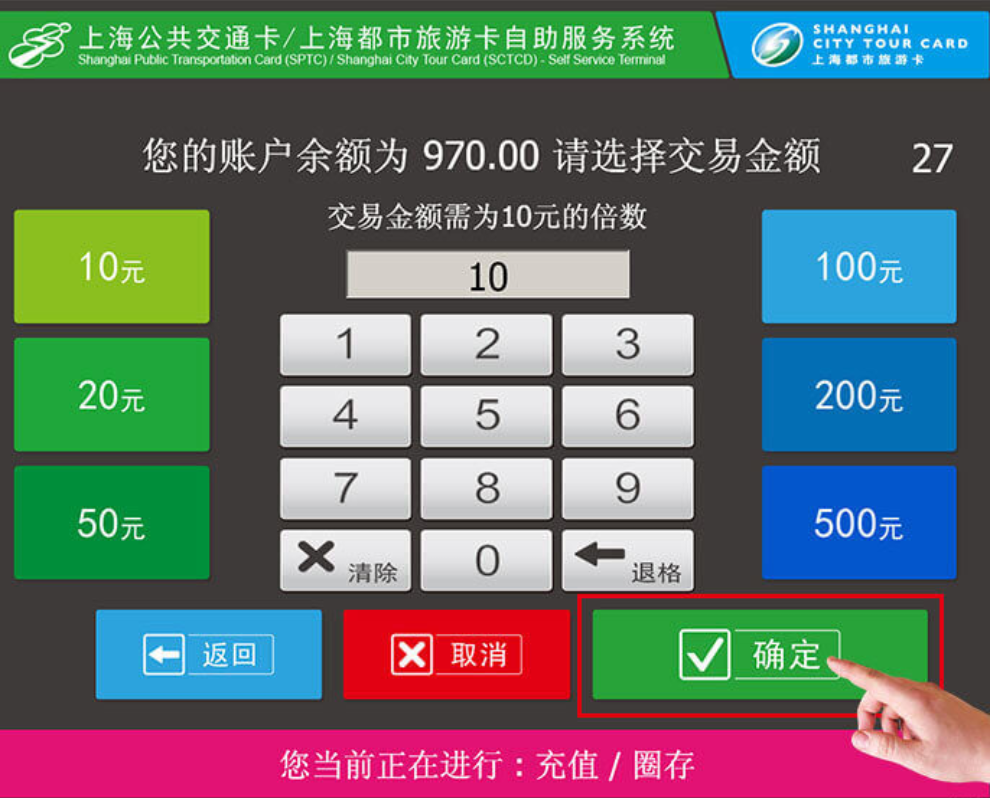 上海公共交通卡/上海都市旅游卡自助服务系统
Shanghai Public Transportation Card (SPTC) / Shanghai City Tour Card (SCTCD) - Self Service Terminal
SHANGHAI
CITY TOUR CARD
上海都市旅游卡
您的账户余额为 970.00 请选择交易金额
27
交易金额需为10元的倍数
10
10元
100元
1 2 3
20元
200元
4 5 6
50元
500元
7 8 9
清除 0 退格
返回
取消
确定
您当前正在进行：充值 / 圈存